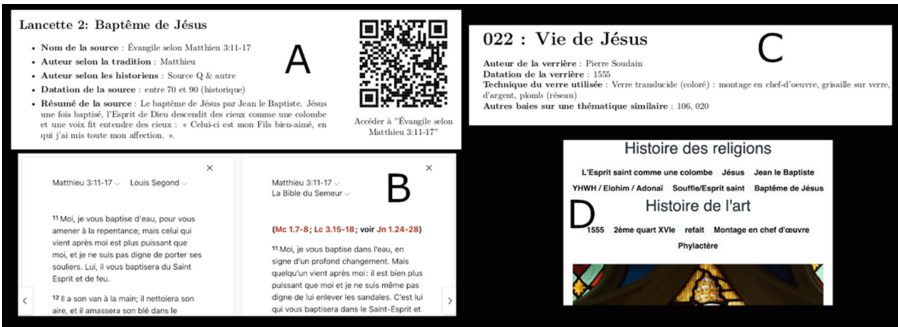 Lancette 2: Baptême de Jésus
• Nom de la source : Évangile selon Matthieu 3:11-17
• Auteur selon la tradition : Matthieu
• Auteur selon les historiens : Source Q & autre
• Datation de la source : entre 70 et 90 (historique)
• Résumé de la source : Le baptême de Jésus par Jean le Baptiste. Jésus
une fois baptisé, l'Esprit de Dieu descendit des cieux comme une colombe
et une voix fit entendre des cieux : « Celui-ci est mon Fils bien-aimé, en
qui j'ai mis toute mon affection. ».
A
Accéder à "Évangile selon
Matthieu 3:11-17"
Matthieu 3:11-17 Louis Segond
11 Moi, je vous baptise d'eau, pour vous
amener à la repentance; mais celui qui
vient après moi est plus puissant que
moi, et je ne suis pas digne de porter ses
souliers. Lui, il vous baptisera du Saint
Esprit et de feu.
12 Il a son van à la main; il nettoiera son
aire, et il amassera son blé dans le
Matthieu 3:11-17
La Bible du Semeur
B
(Mc 1.7-8; Lc 3.15-18; voir Jn 1.24-28)
11 Moi, je vous baptise dans l'eau, en
signe d'un profond changement. Mais
quelqu'un vient après moi : il est bien plus
puissant que moi et je ne suis même pas
digne de lui enlever les sandales. C'est lui
qui vous baptisera dans le Saint-Esprit et
022 : Vie de Jésus
C
Auteur de la verrière : Pierre Soudain
Datation de la verrière : 1555
Technique du verre utilisée : Verre translucide (coloré) : montage en chef-d'oeuvre, grisaille sur verre,
d'argent, plomb (réseau)
Autres baies sur une thématique similaire : 106, 020
Histoire des religions
L'Esprit saint comme une colombe Jésus Jean le Baptiste
YHWH / Elohim / Adonaï Souffle/Esprit saint Baptême de Jésus
D
Histoire de l'art
1555 2ème quart XVIe refait Montage en chef d'œuvre
Phylactère